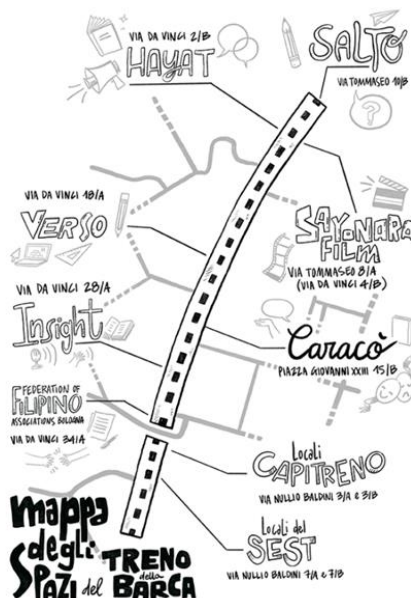 VIA DA VINCI 2/B
HAYAT
SALTO
VIA TOMMASEO 10/B
VIA DA VINCI 18/A
VERSO
SAYONARA
FILM
VIA TOMMASEO 8/A
(VIA DA VINCI 4/B)
VIA DA VINCI 28/A
Insight
Caracò
PIAZZA GIOVANNI XXIII 15/B
FEDERATION OF
FILIPINO
ASSOCIATIONS BOLOGNA
VIA DA VINCI 34/A
Locali
CAPITRENO
VIA NULLIO BALDINI 3/A e 3/B
Locali del
SEST
VIA NULLIO BALDINI 7/A e 7/B
mappa
degli
SPAZI del TRENO
della
BARCA